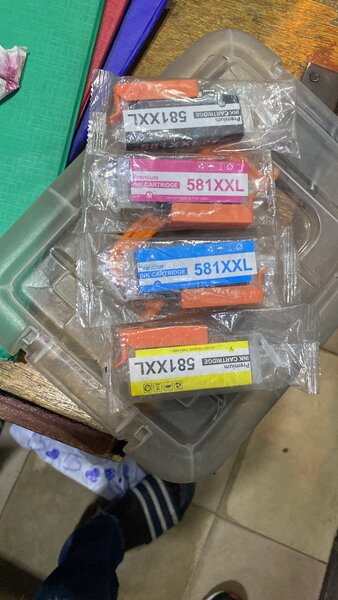 Premium
INK CARTRIDGE
581XXL
Premium
INK CARTRIDGE
M
581XXL
Premium
INK CARTRIDGE
581XXL
Premium
INK CARTRIDGE
Y
581XXL